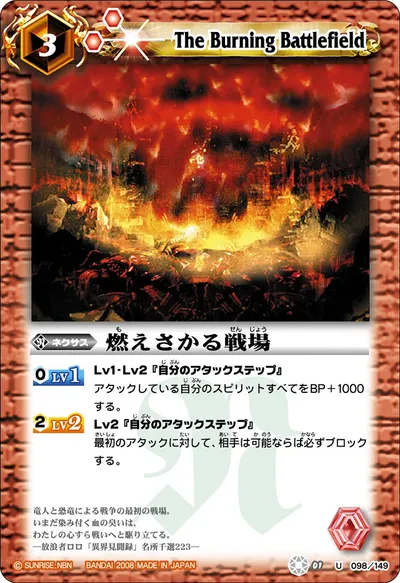 3
The Burning Battlefield
ネクサス
燃えさかる戦場
0 LV1
Lv1・Lv2『自分のアタックステップ』
アタックしている自分のスピリットすべてをBP+1000
する。
2 LV2
Lv2『自分のアタックステップ』
最初のアタックに対して、相手は可能ならば必ずブロック
する。
竜人と恐竜による戦争の最初の戦場。
いまだ染み付く血の臭いは、
わたしの心すら戦いへと駆り立てる。
―放浪者ロロ『異界見聞録』名所千選223―
© SUNRISE,NBN BANDAI 2008 MADE IN JAPAN
01 U 098/149